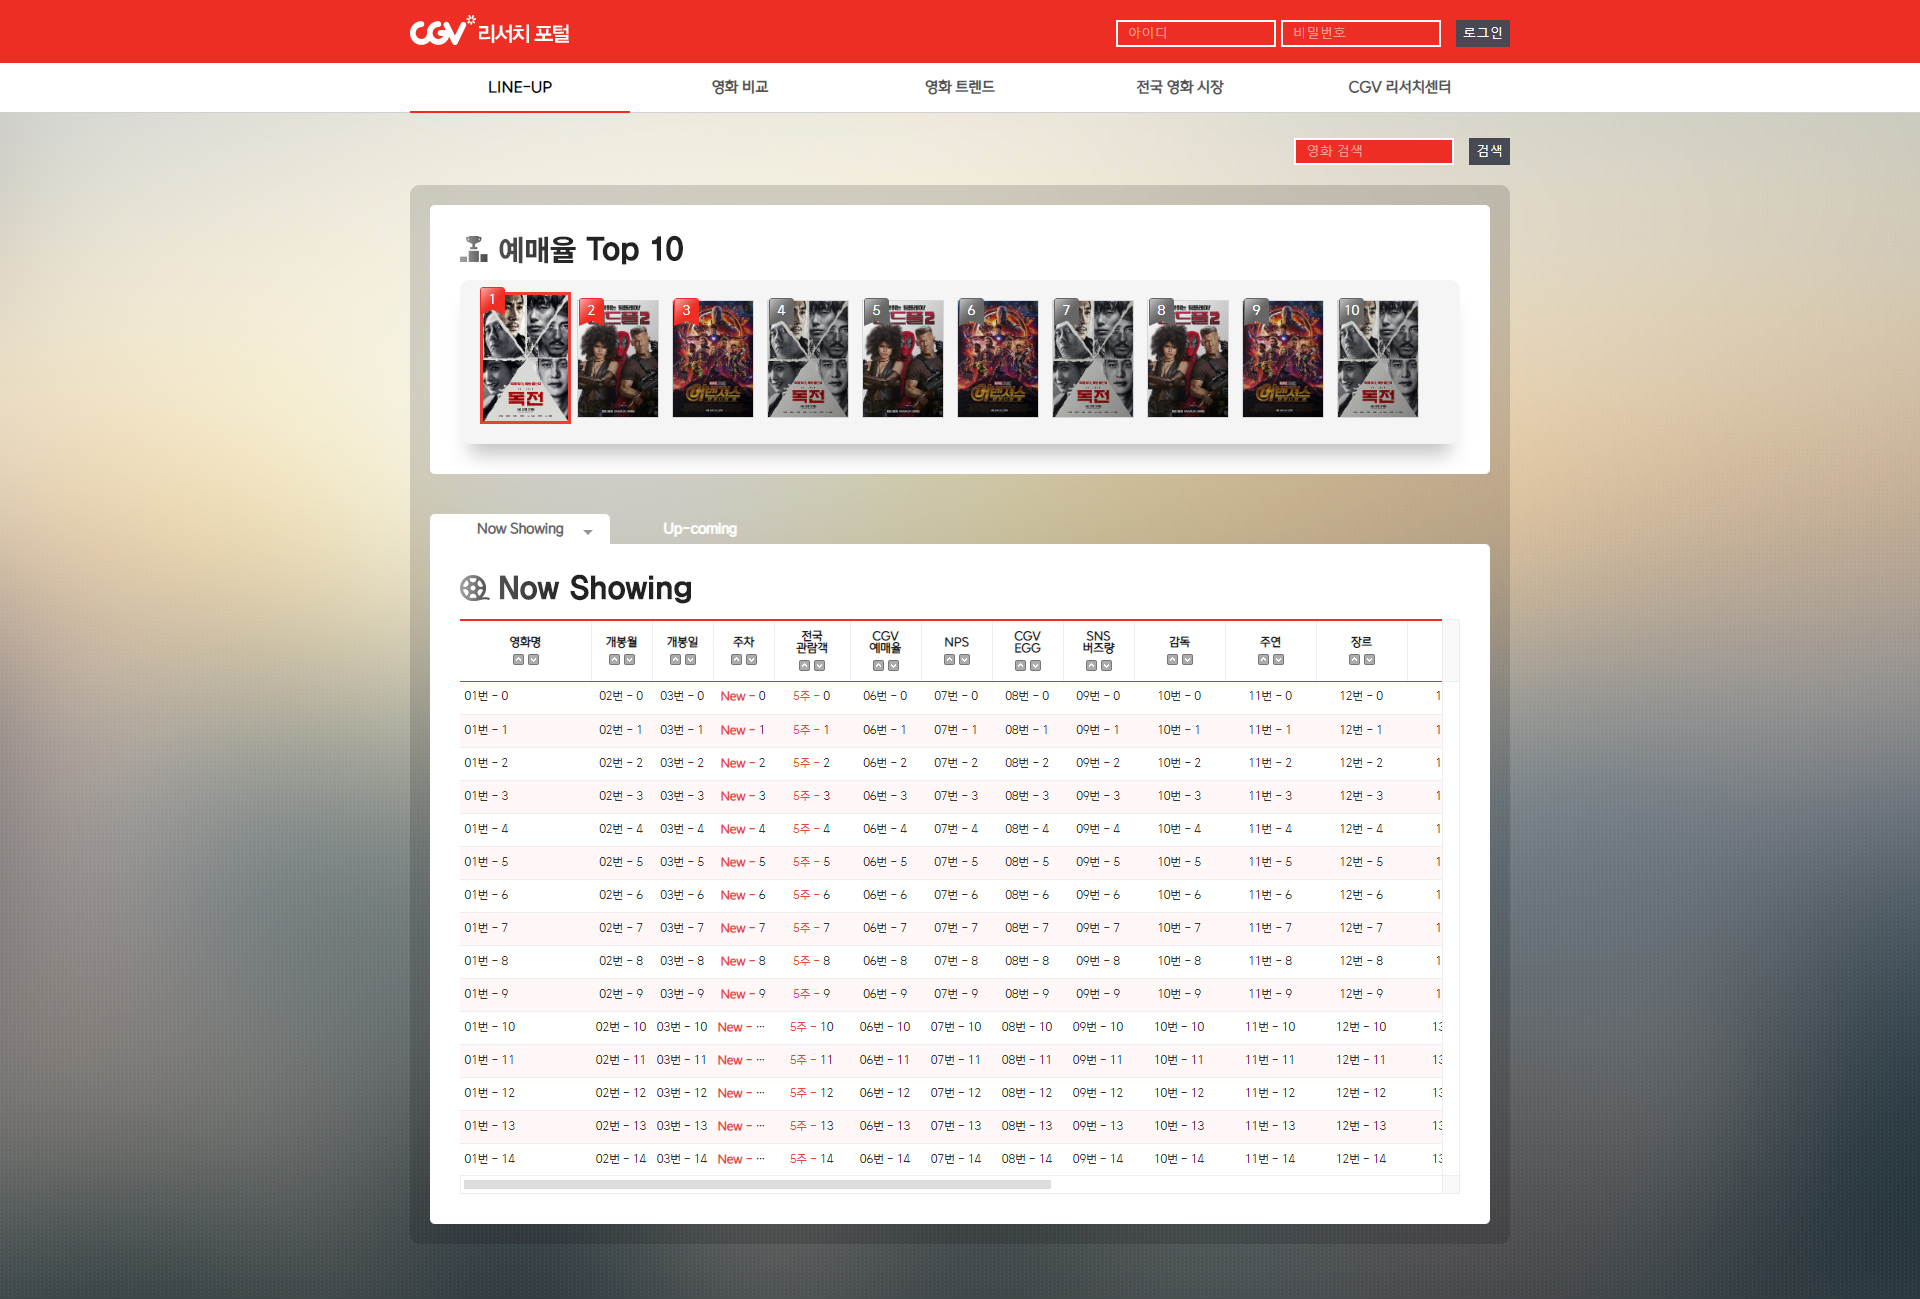 CGV 리서치 포털
아이디 비밀번호 로그인
LINE-UP 영화 비교 영화 트렌드 전국 영화 시장 CGV 리서치센터
영화 검색 검색
예매율 Top 10
1 2 3 4 5 6 7 8 9 10
독전 드풀2 어벤져스 독전 드풀2 어벤져스 독전 드풀2 어벤져스 독전
Now Showing Up-coming
Now Showing
영화명 개봉월 개봉일 주차 전국 관람객 CGV 예매율 NPS CGV EGG SNS 버즈량 감독 주연 장르
01번 - 0 02번 - 0 03번 - 0 New - 0 5주 - 0 06번 - 0 07번 - 0 08번 - 0 09번 - 0 10번 - 0 11번 - 0 12번 - 0 1
01번 - 1 02번 - 1 03번 - 1 New - 1 5주 - 1 06번 - 1 07번 - 1 08번 - 1 09번 - 1 10번 - 1 11번 - 1 12번 - 1 1
01번 - 2 02번 - 2 03번 - 2 New - 2 5주 - 2 06번 - 2 07번 - 2 08번 - 2 09번 - 2 10번 - 2 11번 - 2 12번 - 2 1
01번 - 3 02번 - 3 03번 - 3 New - 3 5주 - 3 06번 - 3 07번 - 3 08번 - 3 09번 - 3 10번 - 3 11번 - 3 12번 - 3 1
01번 - 4 02번 - 4 03번 - 4 New - 4 5주 - 4 06번 - 4 07번 - 4 08번 - 4 09번 - 4 10번 - 4 11번 - 4 12번 - 4 1
01번 - 5 02번 - 5 03번 - 5 New - 5 5주 - 5 06번 - 5 07번 - 5 08번 - 5 09번 - 5 10번 - 5 11번 - 5 12번 - 5 1
01번 - 6 02번 - 6 03번 - 6 New - 6 5주 - 6 06번 - 6 07번 - 6 08번 - 6 09번 - 6 10번 - 6 11번 - 6 12번 - 6 1
01번 - 7 02번 - 7 03번 - 7 New - 7 5주 - 7 06번 - 7 07번 - 7 08번 - 7 09번 - 7 10번 - 7 11번 - 7 12번 - 7 1
01번 - 8 02번 - 8 03번 - 8 New - 8 5주 - 8 06번 - 8 07번 - 8 08번 - 8 09번 - 8 10번 - 8 11번 - 8 12번 - 8 1
01번 - 9 02번 - 9 03번 - 9 New - 9 5주 - 9 06번 - 9 07번 - 9 08번 - 9 09번 - 9 10번 - 9 11번 - 9 12번 - 9 1
01번 - 10 02번 - 10 03번 - 10 New - ... 5주 - 10 06번 - 10 07번 - 10 08번 - 10 09번 - 10 10번 - 10 11번 - 10 12번 - 10 13
01번 - 11 02번 - 11 03번 - 11 New - ... 5주 - 11 06번 - 11 07번 - 11 08번 - 11 09번 - 11 10번 - 11 11번 - 11 12번 - 11 13
01번 - 12 02번 - 12 03번 - 12 New - ... 5주 - 12 06번 - 12 07번 - 12 08번 - 12 09번 - 12 10번 - 12 11번 - 12 12번 - 12 13
01번 - 13 02번 - 13 03번 - 13 New - ... 5주 - 13 06번 - 13 07번 - 13 08번 - 13 09번 - 13 10번 - 13 11번 - 13 12번 - 13 13
01번 - 14 02번 - 14 03번 - 14 New - ... 5주 - 14 06번 - 14 07번 - 14 08번 - 14 09번 - 14 10번 - 14 11번 - 14 12번 - 14 13